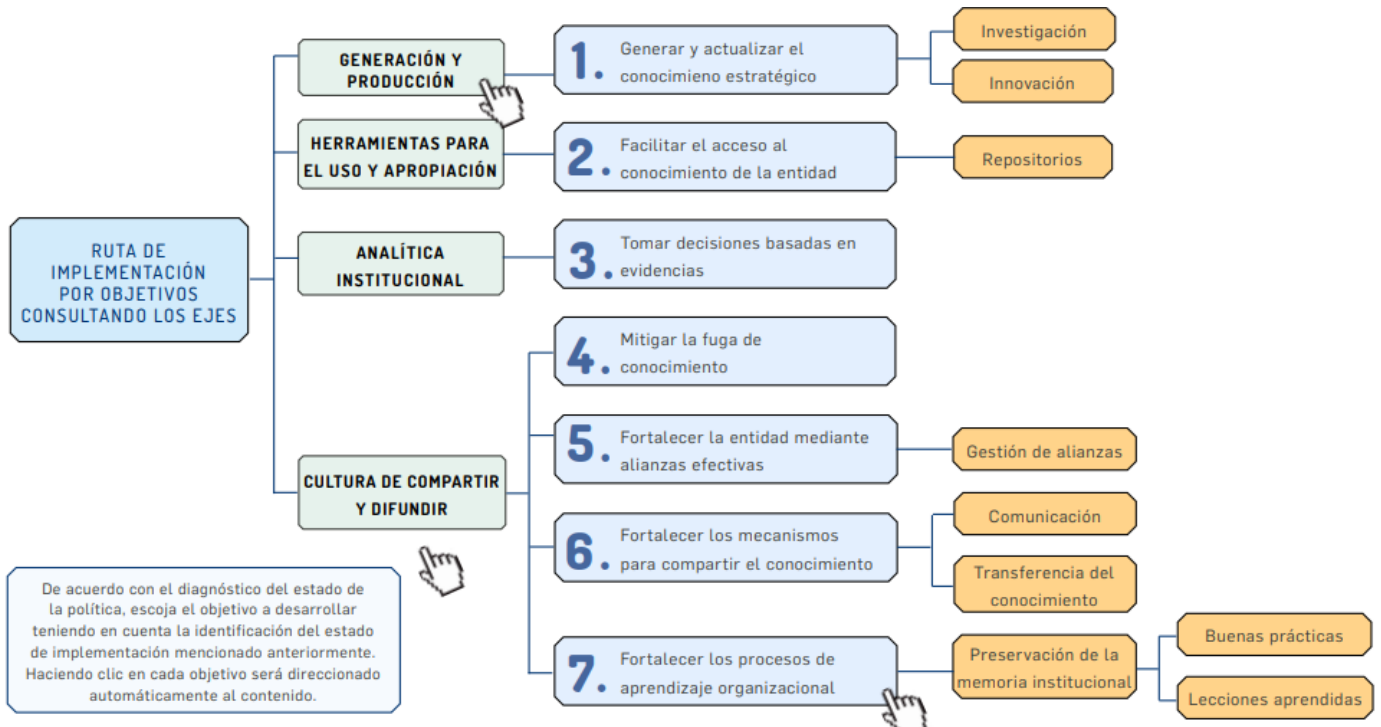 RUTA DE
IMPLEMENTACIÓN
POR OBJETIVOS
CONSULTANDO LOS EJES
GENERACIÓN Y
PRODUCCIÓN
1. Generar y actualizar el
conocimieno estratégico
Investigación
Innovación
HERRAMIENTAS PARA
EL USO Y APROPIACIÓN
2. Facilitar el acceso al
conocimiento de la entidad
Repositorios
ANALÍTICA
INSTITUCIONAL
3. Tomar decisiones basadas en
evidencias
CULTURA DE COMPARTIR
Y DIFUNDIR
4. Mitigar la fuga de
conocimiento
5. Fortalecer la entidad mediante
alianzas efectivas
Gestión de alianzas
6. Fortalecer los mecanismos
para compartir el conocimiento
Comunicación
Transferencia del
conocimiento
7. Fortalecer los procesos de
aprendizaje organizacional
Preservación de la
memoria institucional
Buenas prácticas
Lecciones aprendidas
De acuerdo con el diagnóstico del estado de
la política, escoja el objetivo a desarrollar
teniendo en cuenta la identificación del estado
de implementación mencionado anteriormente.
Haciendo clic en cada objetivo será direccionado
automáticamente al contenido.